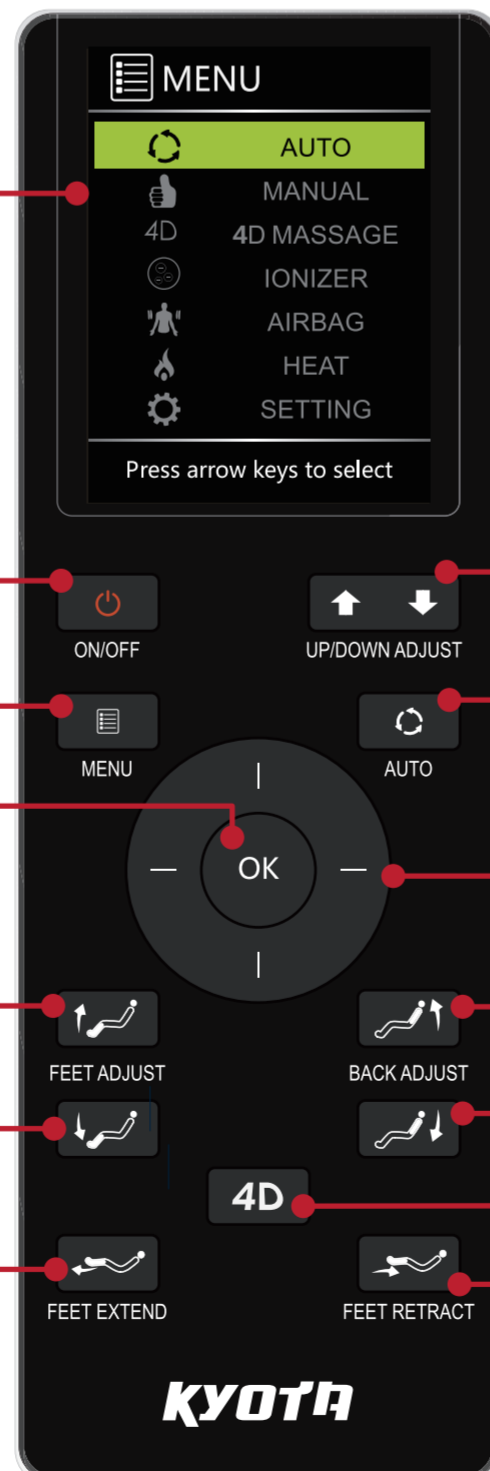 MENU
AUTO
MANUAL
4D 4D MASSAGE
IONIZER
AIRBAG
HEAT
SETTING
Press arrow keys to select
ON/OFF
UP/DOWN ADJUST
MENU
AUTO
OK
FEET ADJUST
BACK ADJUST
4D
FEET EXTEND
FEET RETRACT
KYOTA